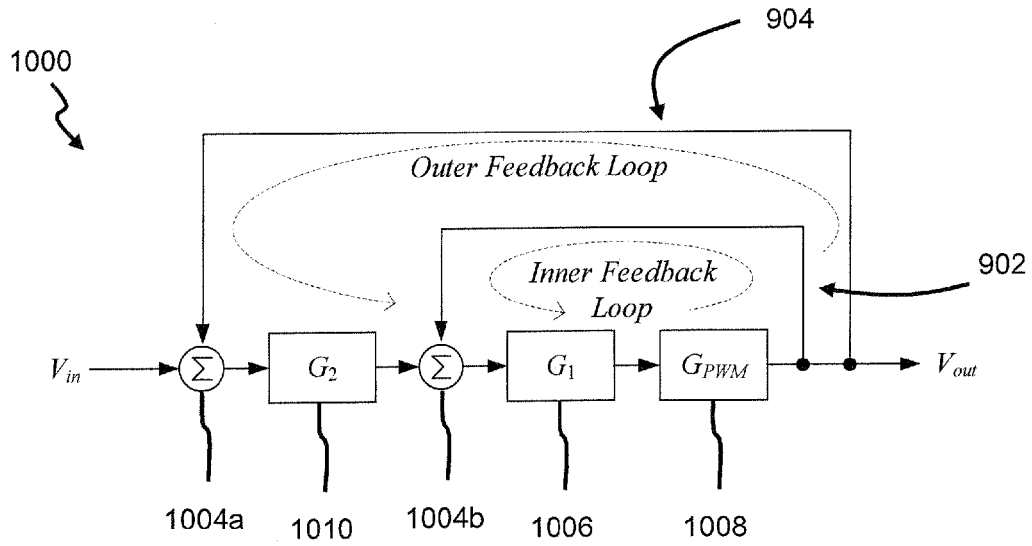 904
1000
Outer Feedback Loop
Inner Feedback
Loop
902
V_in
Σ
G_2
Σ
G_1
G_PWM
V_out
1004a
1010
1004b
1006
1008